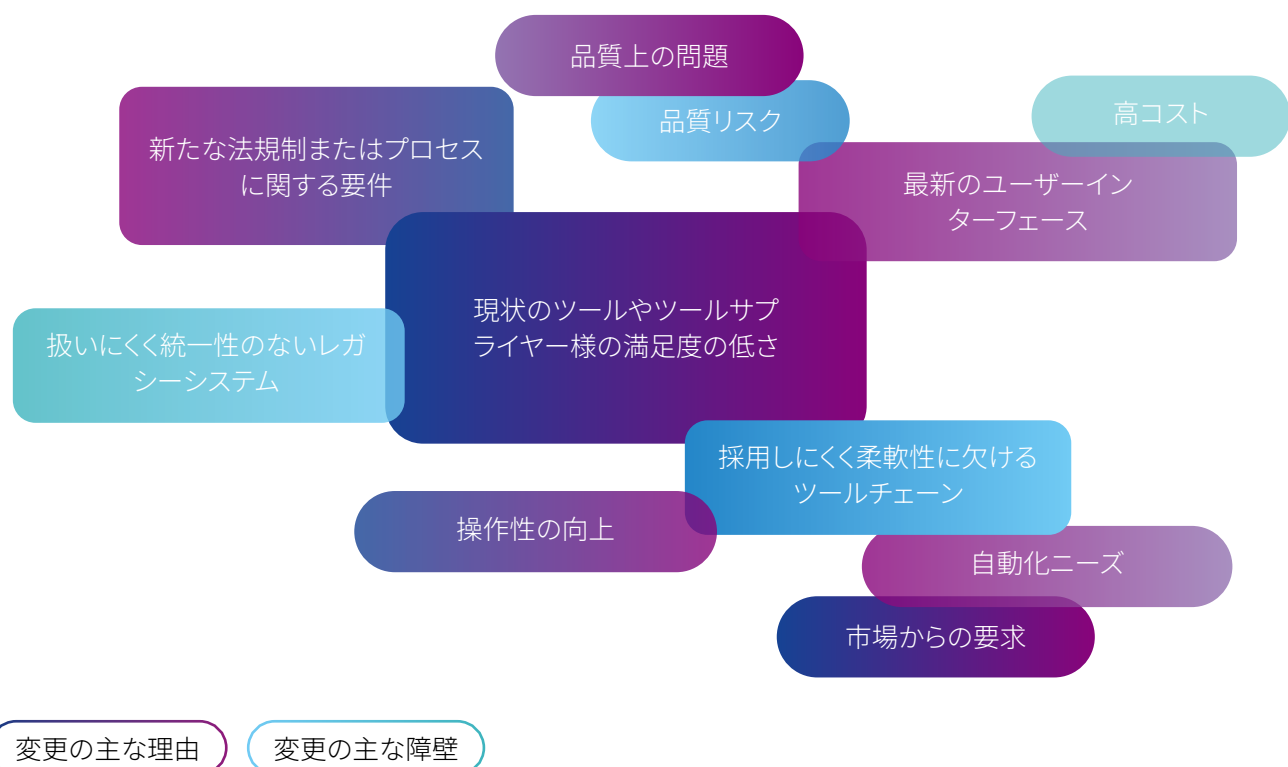 品質上の問題
品質リスク
高コスト
新たな法規制またはプロセス
に関する要件
最新のユーザーイン
ターフェース
現状のツールやツールサプ
ライヤー様の満足度の低さ
扱いにくく統一性のないレガ
シーシステム
採用しにくく柔軟性に欠ける
ツールチェーン
操作性の向上
自動化ニーズ
市場からの要求
変更の主な理由
変更の主な障壁